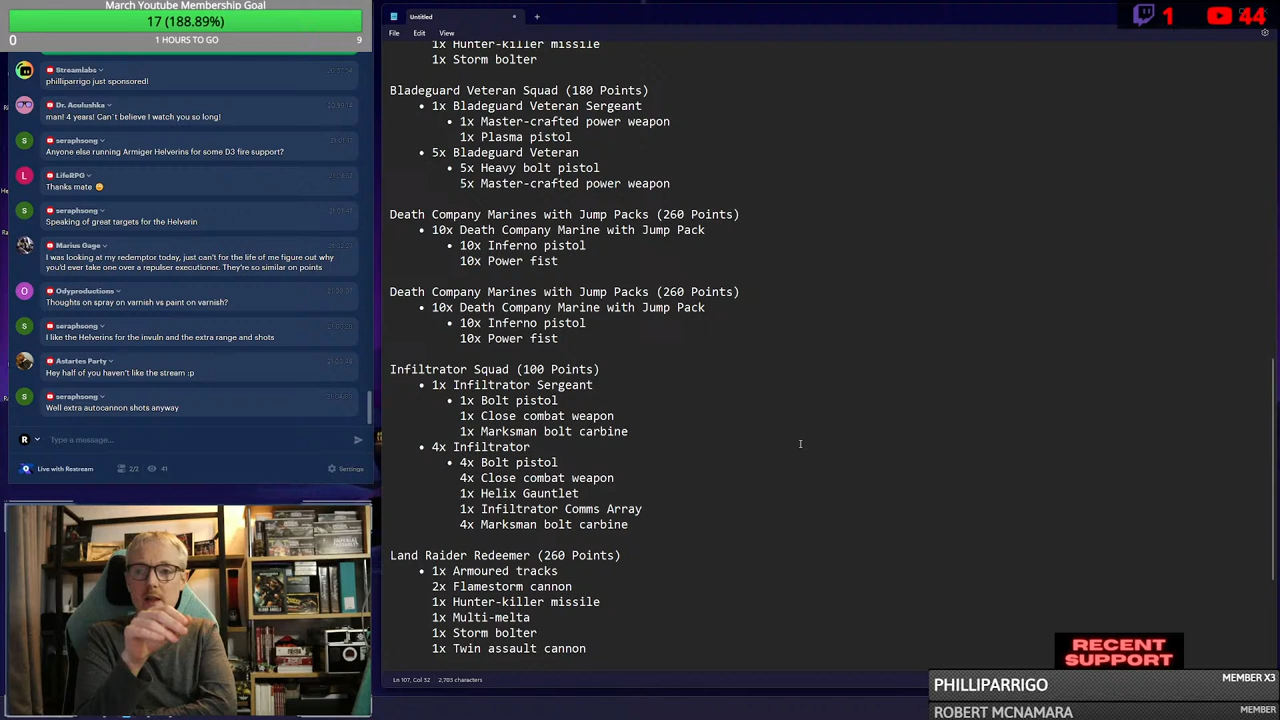 March Youtube Membership Goal
17 (188.89%)
0
1 HOURS TO GO
9
Streamlabs
philliparrigo just sponsored!
Dr. Aculushka
man! 4 years! Can`t believe I watch you so long!
seraphsong
Anyone else running Armiger Helverins for some D3 fire support?
LifeRPG
Thanks mate
seraphsong
Speaking of great targets for the Helverin
Marius Gage
I was looking at my redemptor today, just can't for the life of me figure out why
you'd ever take one over a repulser executioner. They're so similar on points
Odyproductions
Thoughts on spray on varnish vs paint on varnish?
seraphsong
I like the Helverins for the invuln and the extra range and shots
Astartes Party
Hey half of you haven't like the stream :p
seraphsong
Well extra autocannon shots anyway
R
Type a message...
Live with Restream
2/2
41
Settings
Untitled
File
Edit
View
1
44
1x Hunter-killer missile
1x Storm bolter
Bladeguard Veteran Squad (180 Points)
• 1x Bladeguard Veteran Sergeant
• 1x Master-crafted power weapon
1x Plasma pistol
• 5x Bladeguard Veteran
• 5x Heavy bolt pistol
5x Master-crafted power weapon
Death Company Marines with Jump Packs (260 Points)
• 10x Death Company Marine with Jump Pack
• 10x Inferno pistol
10x Power fist
Death Company Marines with Jump Packs (260 Points)
• 10x Death Company Marine with Jump Pack
• 10x Inferno pistol
10x Power fist
Infiltrator Squad (100 Points)
• 1x Infiltrator Sergeant
• 1x Bolt pistol
1x Close combat weapon
1x Marksman bolt carbine
• 4x Infiltrator
• 4x Bolt pistol
4x Close combat weapon
1x Helix Gauntlet
1x Infiltrator Comms Array
4x Marksman bolt carbine
Land Raider Redeemer (260 Points)
• 1x Armoured tracks
2x Flamestorm cannon
1x Hunter-killer missile
1x Multi-melta
1x Storm bolter
1x Twin assault cannon
Ln 107, Col 32
2,703 characters
RECENT
SUPPORT
PHILLIPARRIGO
MEMBER X3
ROBERT MCNAMARA
MEMBER